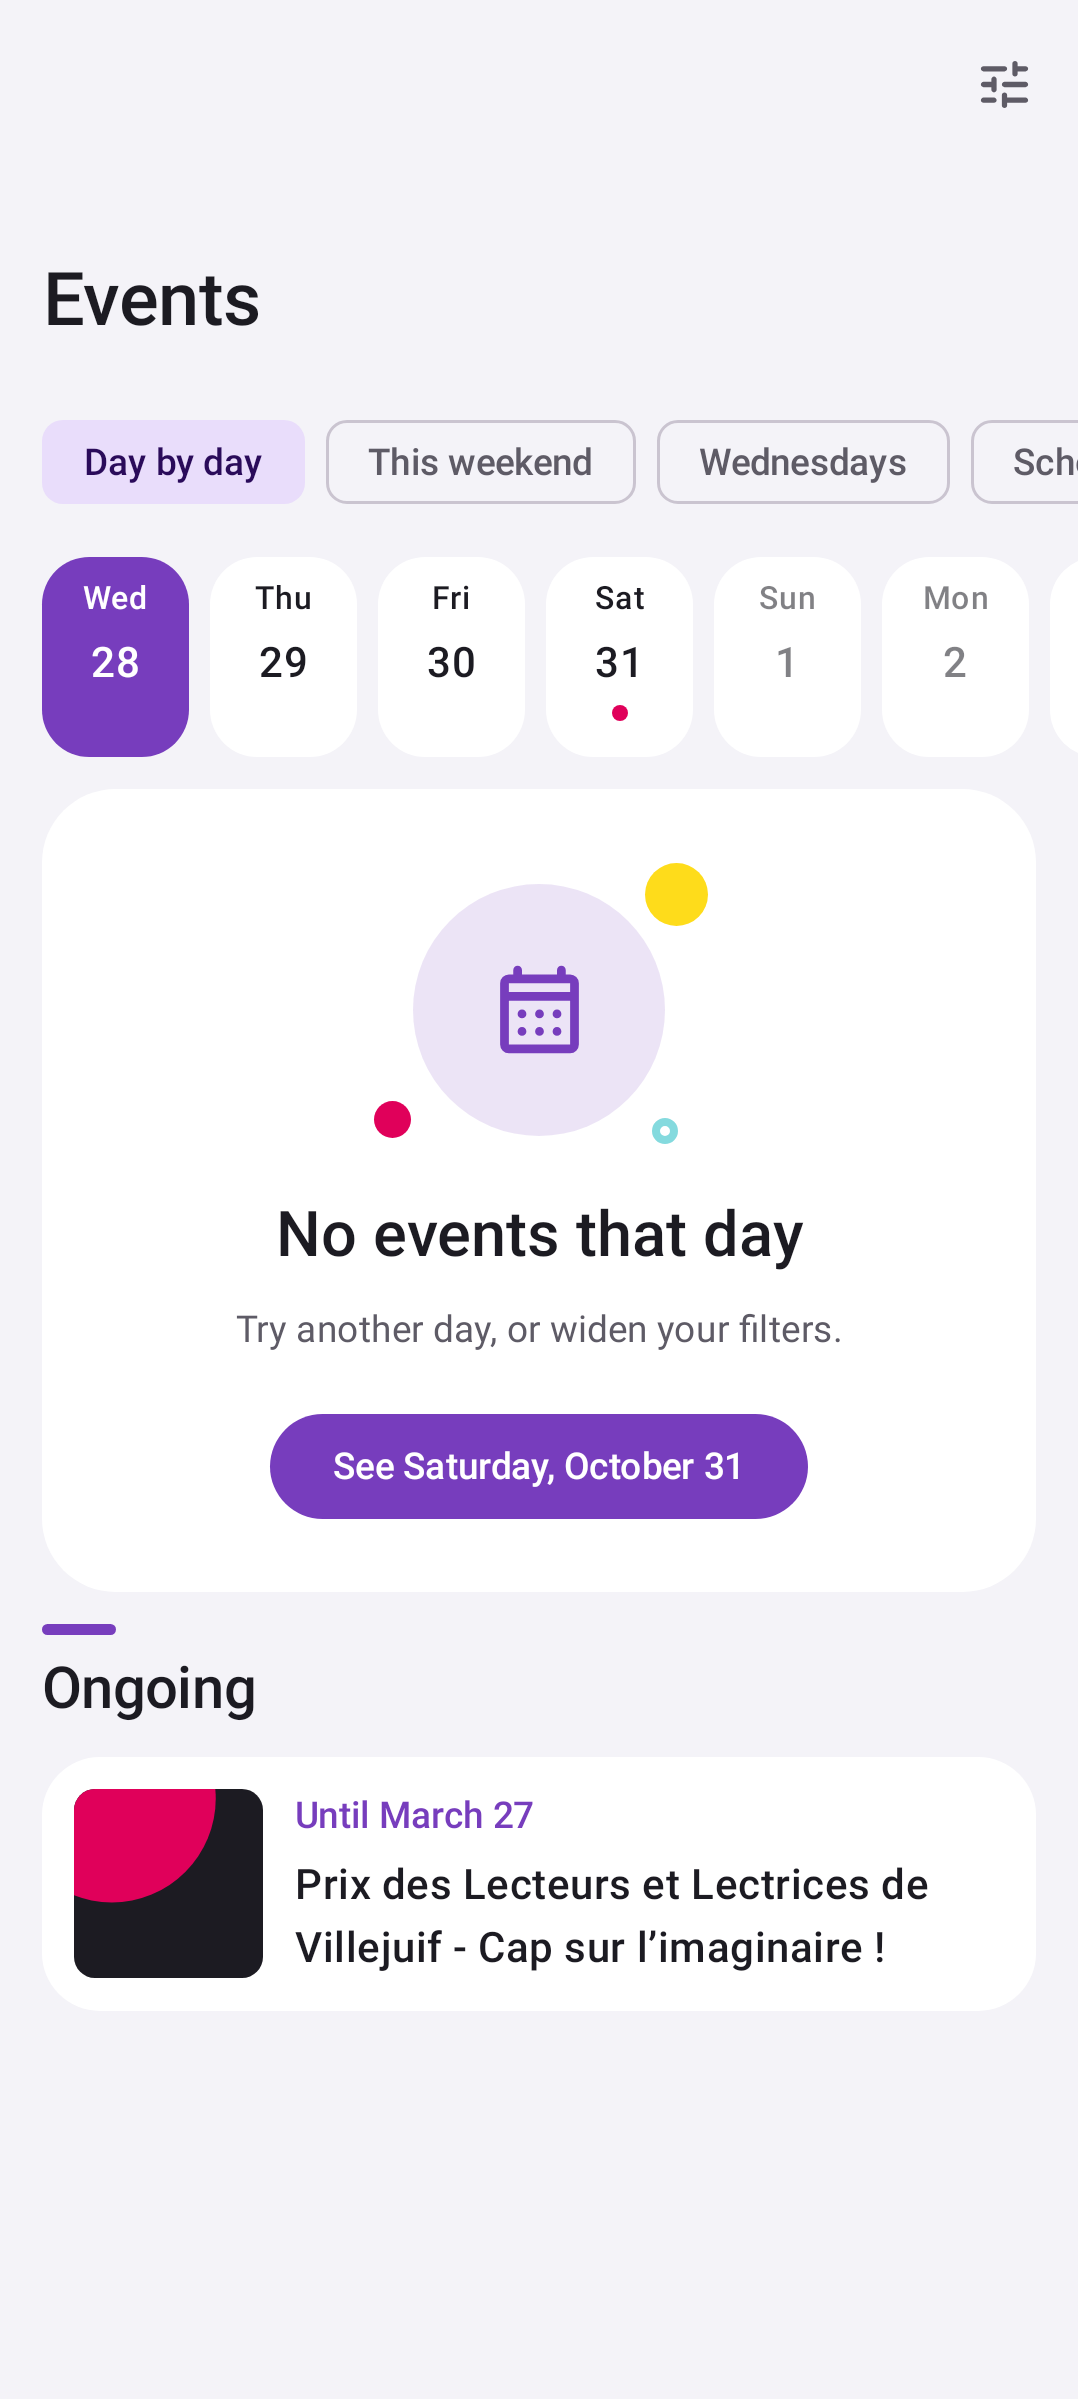 Events
Day by day
This weekend
Wednesdays
Wed
28
Thu
29
Fri
30
Sat
31
Sun
1
Mon
2
No events that day
Try another day, or widen your filters.
See Saturday, October 31
Ongoing
Until March 27
Prix des Lecteurs et Lectrices de
Villejuif - Cap sur l’imaginaire !